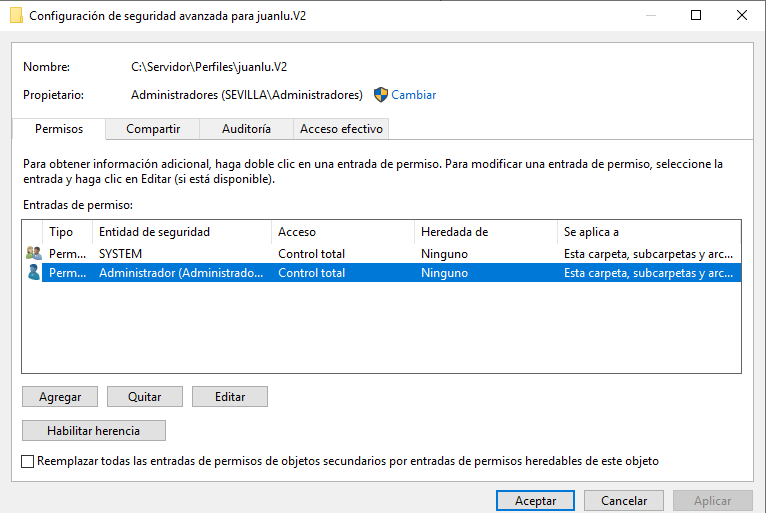 Configuración de seguridad avanzada para juanlu.V2
Nombre: C:\Servidor\Perfiles\juanlu.V2
Propietario: Administradores (SEVILLA\Administradores) Cambiar
Permisos Compartir Auditoría Acceso efectivo
Para obtener información adicional, haga doble clic en una entrada de permiso. Para modificar una entrada de permiso, seleccione la
entrada y haga clic en Editar (si está disponible).
Entradas de permiso:
Tipo Entidad de seguridad Acceso Heredada de Se aplica a
Perm... SYSTEM Control total Ninguno Esta carpeta, subcarpetas y arc...
Perm... Administrador (Administrado... Control total Ninguno Esta carpeta, subcarpetas y arc...
Agregar Quitar Editar
Habilitar herencia
Reemplazar todas las entradas de permisos de objetos secundarios por entradas de permisos heredables de este objeto
Aceptar Cancelar Aplicar